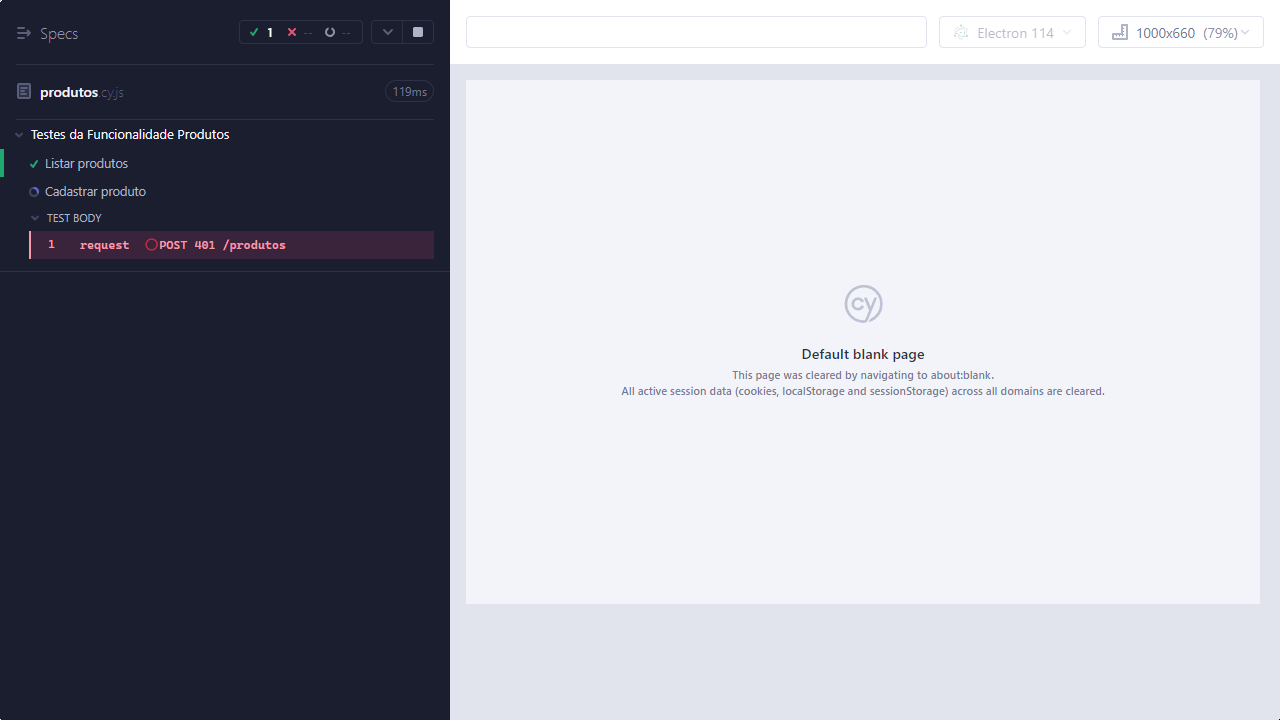 Specs
1
--
--
produtos.cy.js
119ms
Testes da Funcionalidade Produtos
Listar produtos
Cadastrar produto
TEST BODY
1 request POST 401 /produtos
Electron 114
1000x660 (79%)
cy
Default blank page
This page was cleared by navigating to about:blank.
All active session data (cookies, localStorage and sessionStorage) across all domains are cleared.